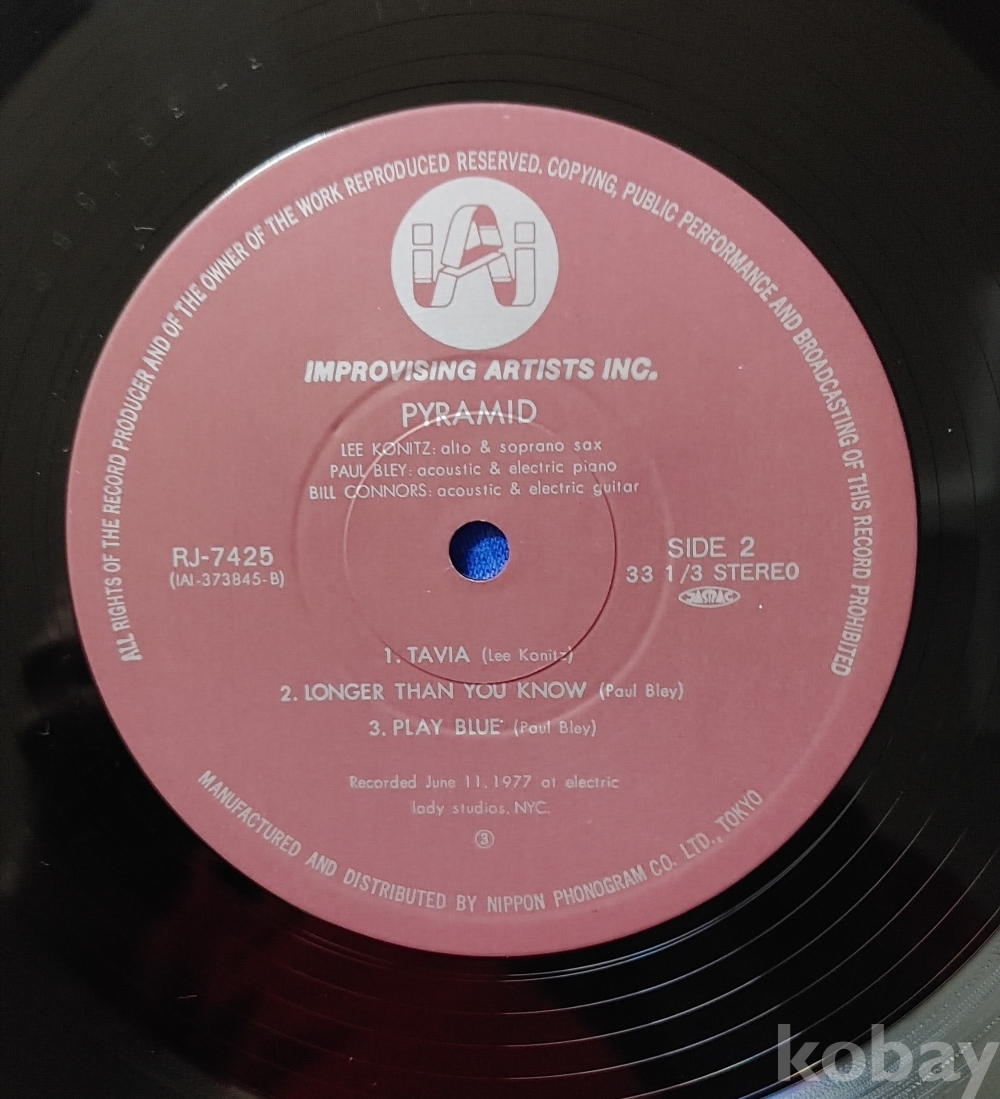 ALL RIGHTS OF THE RECORD PRODUCER AND OF THE OWNER OF THE WORK REPRODUCED RESERVED. COPYING, PUBLIC PERFORMANCE AND BROADCASTING OF THIS RECORD PROHIBITED
iAi
IMPROVISING ARTISTS INC.
PYRAMID
LEE KONITZ: alto & soprano sax
PAUL BLEY: acoustic & electric piano
BILL CONNORS: acoustic & electric guitar
RJ-7425
(IAI-373845-B)
SIDE 2
33 1/3 STEREO
JASRAC
1. TAVIA (Lee Konitz)
2. LONGER THAN YOU KNOW (Paul Bley)
3. PLAY BLUE (Paul Bley)
Recorded June 11, 1977 at electric
lady studios, NYC.
③
MANUFACTURED AND DISTRIBUTED BY NIPPON PHONOGRAM CO. LTD., TOKYO
kobay